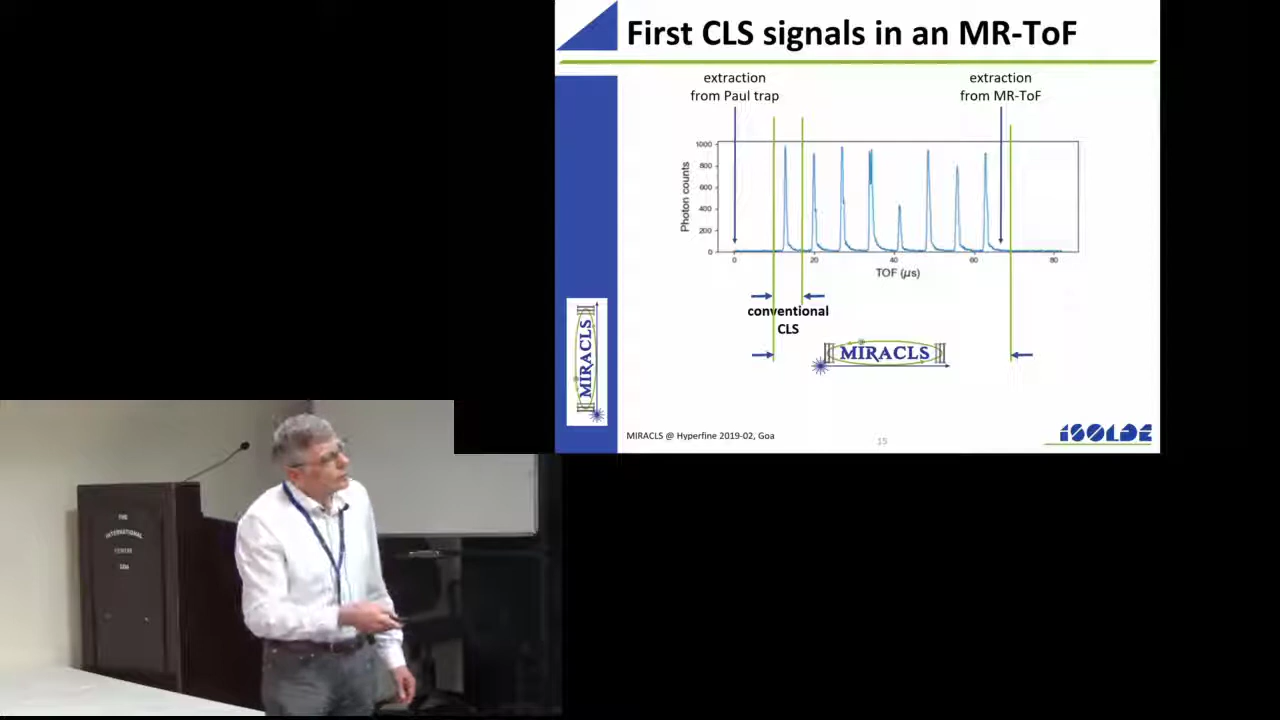 First CLS signals in an MR-ToF
extraction
from Paul trap
extraction
from MR-ToF
Photon counts
1000
800
600
400
200
0
0
20
40
60
80
TOF (µs)
conventional
CLS
MIRACLS
MIRACLS
MIRACLS @ Hyperfine 2019-02, Goa
15
ISOLDE
THE
INTERNATIONAL
CENTRE
GOA